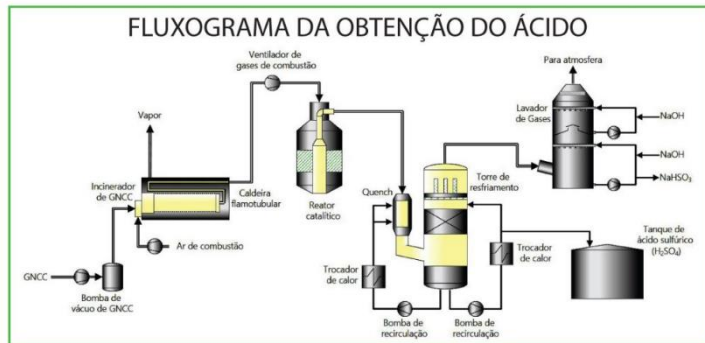 FLUXOGRAMA DA OBTENÇÃO DO ÁCIDO
Ventilador de
gases de combustão
Para atmosfera
Vapor
Lavador
de Gases
NaOH
NaOH
NaHSO₃
Incinerador
de GNCC
Caldeira
flamotubular
Reator
catalítico
Quench
Torre de
resfriamento
Ar de combustão
GNCC
Bomba de
vácuo de GNCC
Trocador
de calor
Trocador
de calor
Tanque de
ácido sulfúrico
(H₂SO₄)
Bomba de
recirculação
Bomba de
recirculação